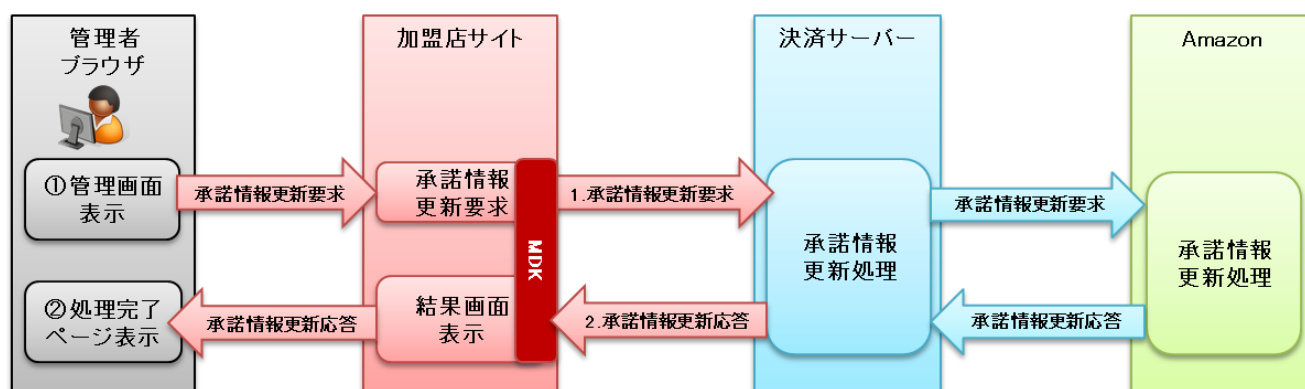 管理者
ブラウザ
加盟店サイト
決済サーバー
Amazon
①管理画面
表示
承諾情報更新要求
承諾情報
更新要求
1.承諾情報更新要求
承諾情報更新要求
MDK
承諾情報
更新処理
承諾情報
更新処理
②処理完了
ページ表示
承諾情報更新応答
結果画面
表示
2.承諾情報更新応答
承諾情報更新応答